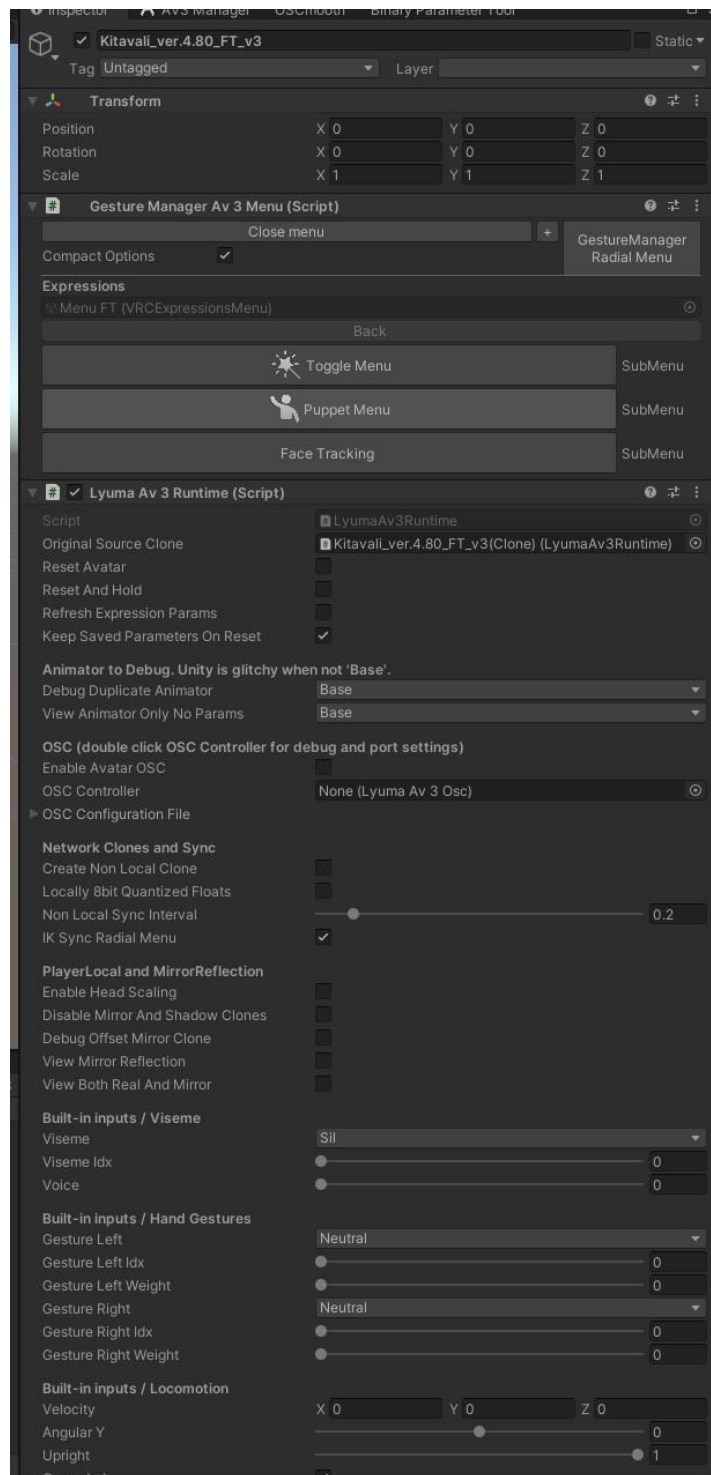 Inspector AV3 Manager OSCmooth Binary Parameter Tool
Kitavali_ver.4.80_FT_v3 Static
Tag Untagged Layer
Transform
Position X 0 Y 0 Z 0
Rotation X 0 Y 0 Z 0
Scale X 1 Y 1 Z 1
# Gesture Manager Av 3 Menu (Script)
Close menu + GestureManager Radial Menu
Compact Options
Expressions
Menu FT (VRCExpressionsMenu)
Back
Toggle Menu SubMenu
Puppet Menu SubMenu
Face Tracking SubMenu
# Lyuma Av 3 Runtime (Script)
Script LyumaAv3Runtime
Original Source Clone Kitavali_ver.4.80_FT_v3(Clone) (LyumaAv3Runtime)
Reset Avatar
Reset And Hold
Refresh Expression Params
Keep Saved Parameters On Reset
Animator to Debug. Unity is glitchy when not 'Base'.
Debug Duplicate Animator Base
View Animator Only No Params Base
OSC (double click OSC Controller for debug and port settings)
Enable Avatar OSC
OSC Controller None (Lyuma Av 3 Osc)
OSC Configuration File
Network Clones and Sync
Create Non Local Clone
Locally 8bit Quantized Floats
Non Local Sync Interval 0.2
IK Sync Radial Menu
PlayerLocal and MirrorReflection
Enable Head Scaling
Disable Mirror And Shadow Clones
Debug Offset Mirror Clone
View Mirror Reflection
View Both Real And Mirror
Built-in inputs / Viseme
Viseme Sil
Viseme Idx 0
Voice 0
Built-in inputs / Hand Gestures
Gesture Left Neutral
Gesture Left Idx 0
Gesture Left Weight 0
Gesture Right Neutral
Gesture Right Idx 0
Gesture Right Weight 0
Built-in inputs / Locomotion
Velocity X 0 Y 0 Z 0
Angular Y 0
Upright 1